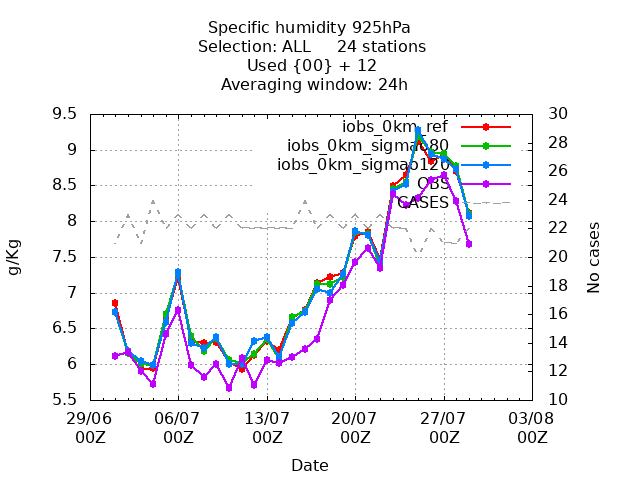 Specific humidity 925hPa
Selection: ALL 24 stations
Used {00} + 12
Averaging window: 24h
9.5
9
8.5
8
7.5
7
6.5
6
5.5
g/Kg
30
28
26
24
22
20
18
16
14
12
10
No cases
iobs_0km_ref
iobs_0km_sigmao80
iobs_0km_sigmao120
OBS
CASES
29/06 06/07 13/07 20/07 27/07 03/08
00Z 00Z 00Z 00Z 00Z 00Z
Date